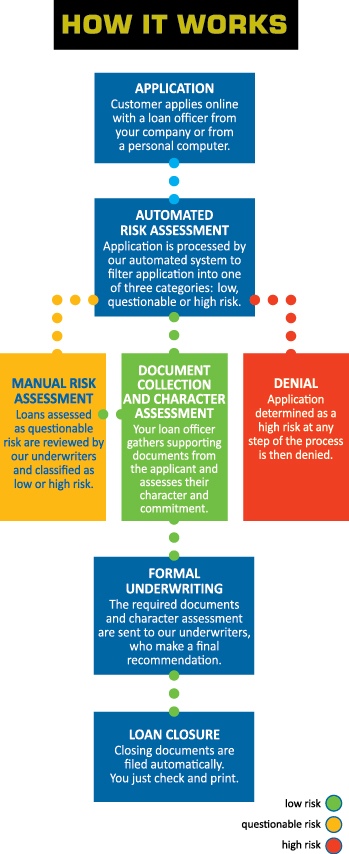 HOW IT WORKS
APPLICATION
Customer applies online
with a loan officer from
your company or from
a personal computer.
AUTOMATED
RISK ASSESSMENT
Application is processed by
our automated system to
filter application into one
of three categories: low,
questionable or high risk.
MANUAL RISK
ASSESSMENT
Loans assessed
as questionable
risk are reviewed by
our underwriters
and classified as
low or high risk.
DOCUMENT
COLLECTION
AND CHARACTER
ASSESSMENT
Your loan officer
gathers supporting
documents from
the applicant and
assesses their
character and
commitment.
DENIAL
Application
determined as a
high risk at any
step of the process
is then denied.
FORMAL
UNDERWRITING
The required documents
and character assessment
are sent to our underwriters,
who make a final
recommendation.
LOAN CLOSURE
Closing documents are
filed automatically.
You just check and print.
low risk
questionable risk
high risk